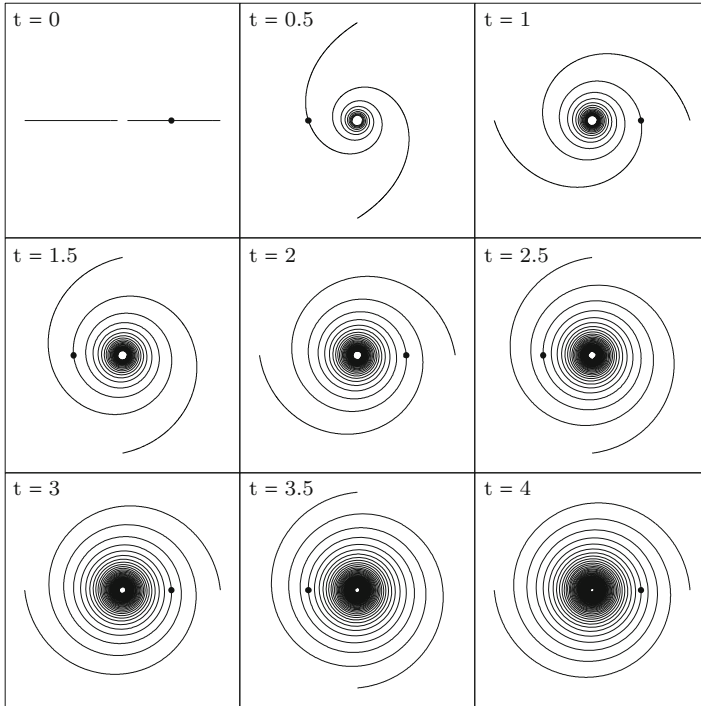 t = 0
t = 0.5
t = 1
t = 1.5
t = 2
t = 2.5
t = 3
t = 3.5
t = 4